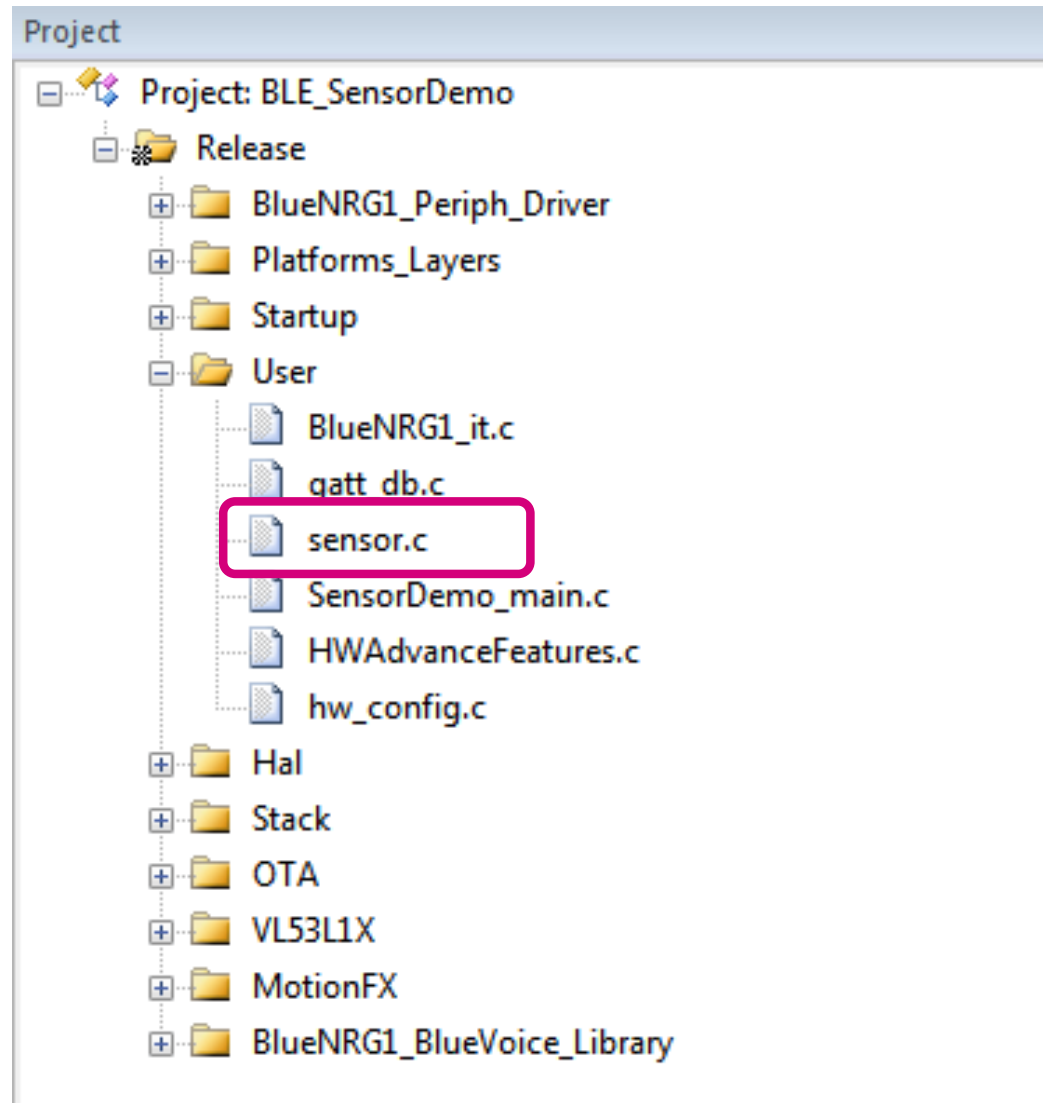 Project
Project: BLE_SensorDemo
Release
BlueNRG1_Periph_Driver
Platforms_Layers
Startup
User
BlueNRG1_it.c
gatt_db.c
sensor.c
SensorDemo_main.c
HWAdvanceFeatures.c
hw_config.c
Hal
Stack
OTA
VL53L1X
MotionFX
BlueNRG1_BlueVoice_Library